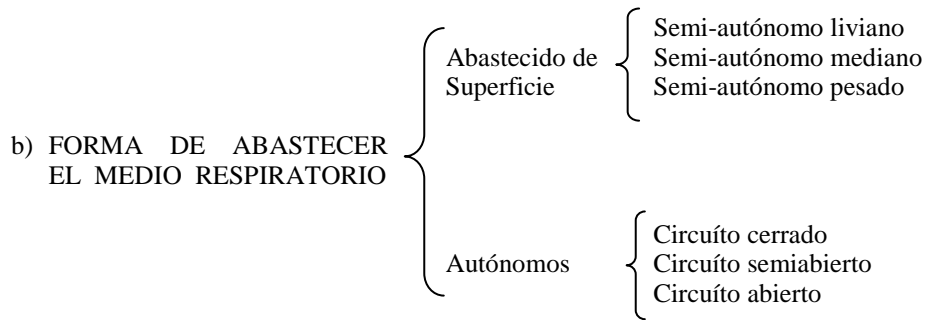 b) FORMA DE ABASTECER
EL MEDIO RESPIRATORIO
Abastecido de
Superficie
Semi-autónomo liviano
Semi-autónomo mediano
Semi-autónomo pesado
Autónomos
Circuíto cerrado
Circuíto semiabierto
Circuíto abierto